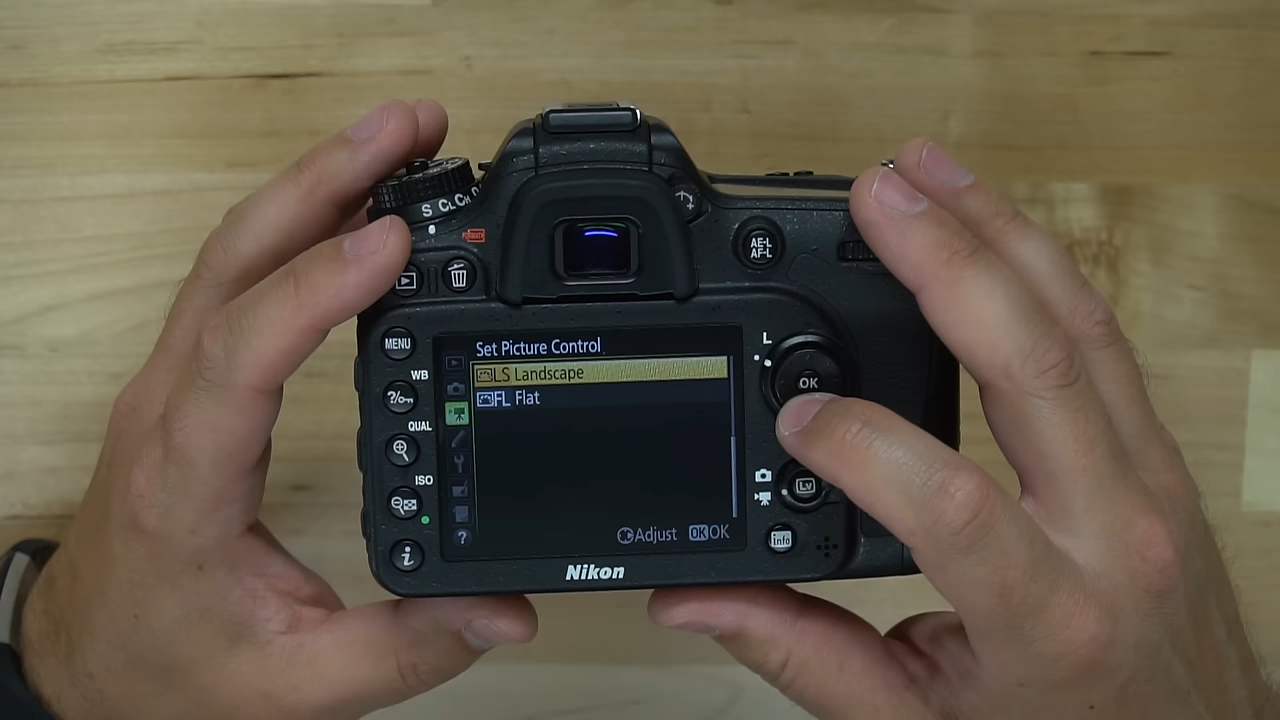 S CL CH
FORMAT
AE-L
AF-L
MENU
WB
?
QUAL
ISO
i
Set Picture Control
LS Landscape
FL Flat
?
Adjust OK OK
L
OK
Lv
info
Nikon